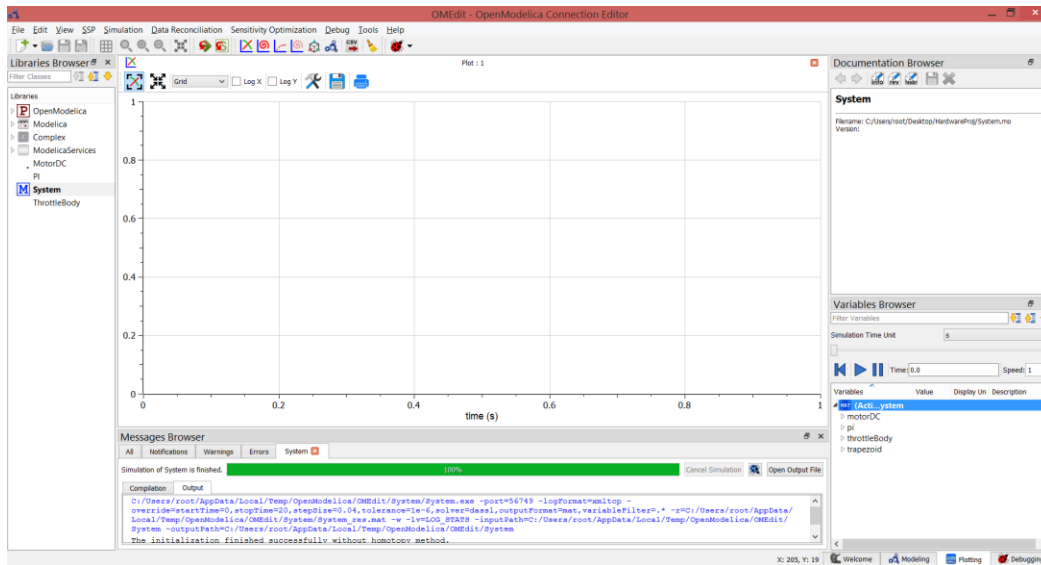 OMEdit - OpenModelica Connection Editor
File Edit View SSP Simulation Data Reconciliation Sensitivity Optimization Debug Tools Help
Libraries Browser
Filter Classes
Libraries
OpenModelica
Modelica
Complex
ModelicaServices
MotorDC
PI
System
ThrottleBody
Plot : 1
Grid Log X Log Y
1
0.8
0.6
0.4
0.2
0
0 0.2 0.4 0.6 0.8 1
time (s)
Messages Browser
All Notifications Warnings Errors System
Simulation of System is finished. 100% Cancel Simulation Open Output File
Compilation Output
C:/Users/root/AppData/Local/Temp/OpenModelica/OMEdit/System/System.exe -port=56749 -logFormat=xmltcp -
override=startTime=0,stopTime=20,stepSize=0.04,tolerance=1e-6,solver=dassl,outputFormat=mat,variableFilter=.* -r=C:/Users/root/AppData/
Local/Temp/OpenModelica/OMEdit/System/System_res.mat -w -lv=LOG_STATS -inputPath=C:/Users/root/AppData/Local/Temp/OpenModelica/OMEdit/
System -outputPath=C:/Users/root/AppData/Local/Temp/OpenModelica/OMEdit/System
The initialization finished successfully without homotopy method.
Documentation Browser
System
Filename: C:/Users/root/Desktop/HardwareProj/System.mo
Version:
Variables Browser
Filter Variables
Simulation Time Unit s
Time: 0.0 Speed: 1
Variables Value Display Un Description
(Acti...ystem
motorDC
pi
throttleBody
trapezoid
X: 205, Y: 19 Welcome Modeling Plotting Debugging